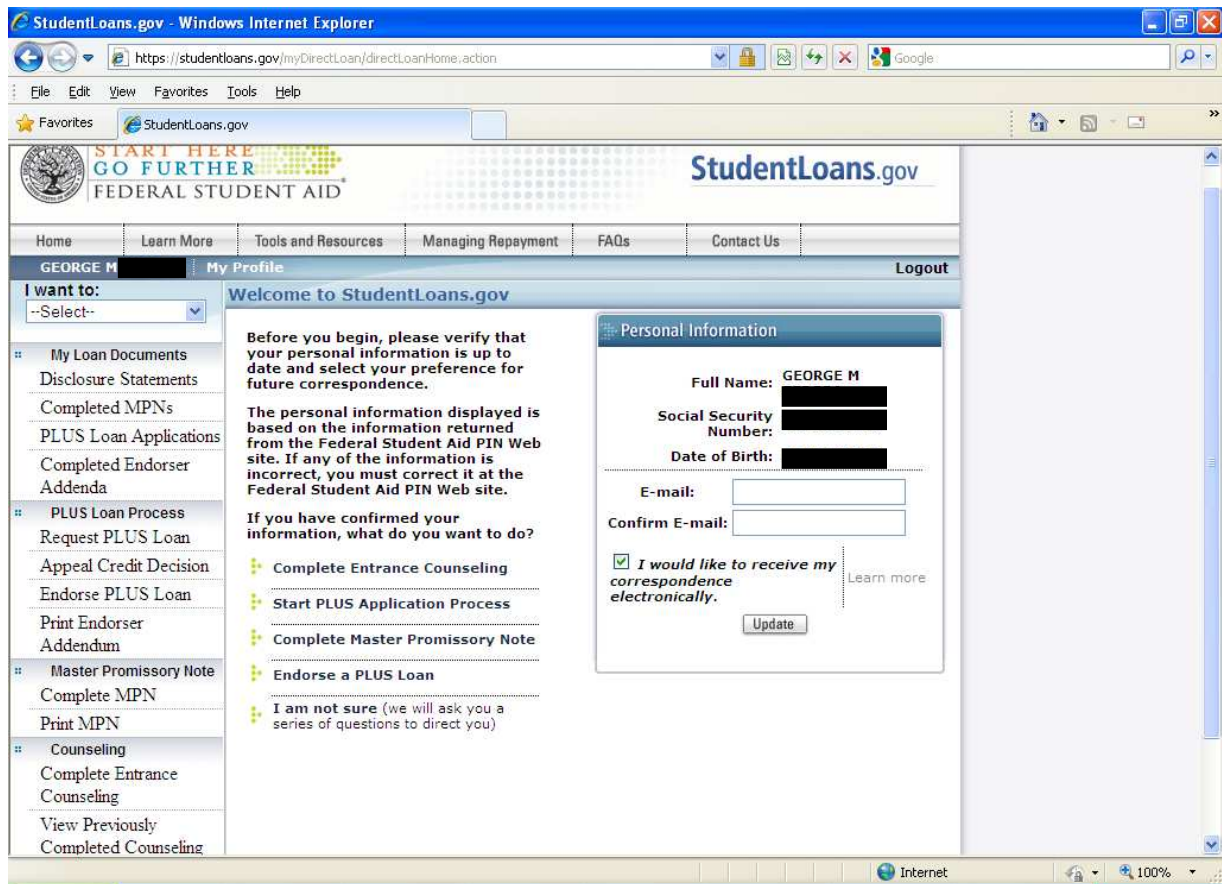 StudentLoans.gov - Windows Internet Explorer
https://studentloans.gov/myDirectLoan/directLoanHome.action
Google
File Edit View Favorites Tools Help
Favorites
StudentLoans.gov
START HERE
GO FURTHER
FEDERAL STUDENT AID
StudentLoans.gov
Home
Learn More
Tools and Resources
Managing Repayment
FAQs
Contact Us
GEORGE M
My Profile
Logout
I want to:
--Select--
My Loan Documents
Disclosure Statements
Completed MPNs
PLUS Loan Applications
Completed Endorser
Addenda
PLUS Loan Process
Request PLUS Loan
Appeal Credit Decision
Endorse PLUS Loan
Print Endorser
Addendum
Master Promissory Note
Complete MPN
Print MPN
Counseling
Complete Entrance
Counseling
View Previously
Completed Counseling
Welcome to StudentLoans.gov
Before you begin, please verify that
your personal information is up to
date and select your preference for
future correspondence.
The personal information displayed is
based on the information returned
from the Federal Student Aid PIN Web
site. If any of the information is
incorrect, you must correct it at the
Federal Student Aid PIN Web site.
If you have confirmed your
information, what do you want to do?
Complete Entrance Counseling
Start PLUS Application Process
Complete Master Promissory Note
Endorse a PLUS Loan
I am not sure (we will ask you a
series of questions to direct you)
Personal Information
Full Name: GEORGE M
Social Security
Number:
Date of Birth:
E-mail:
Confirm E-mail:
I would like to receive my
correspondence
electronically.
Learn more
Update
Internet
100%